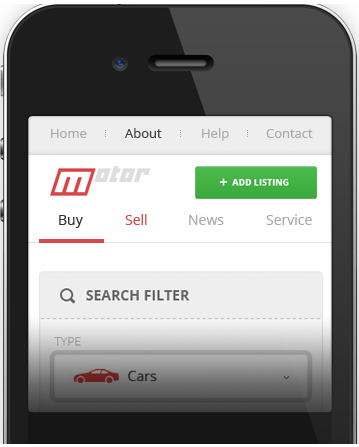 Home About Help Contact
motor
+ ADD LISTING
Buy Sell News Service
SEARCH FILTER
TYPE
Cars